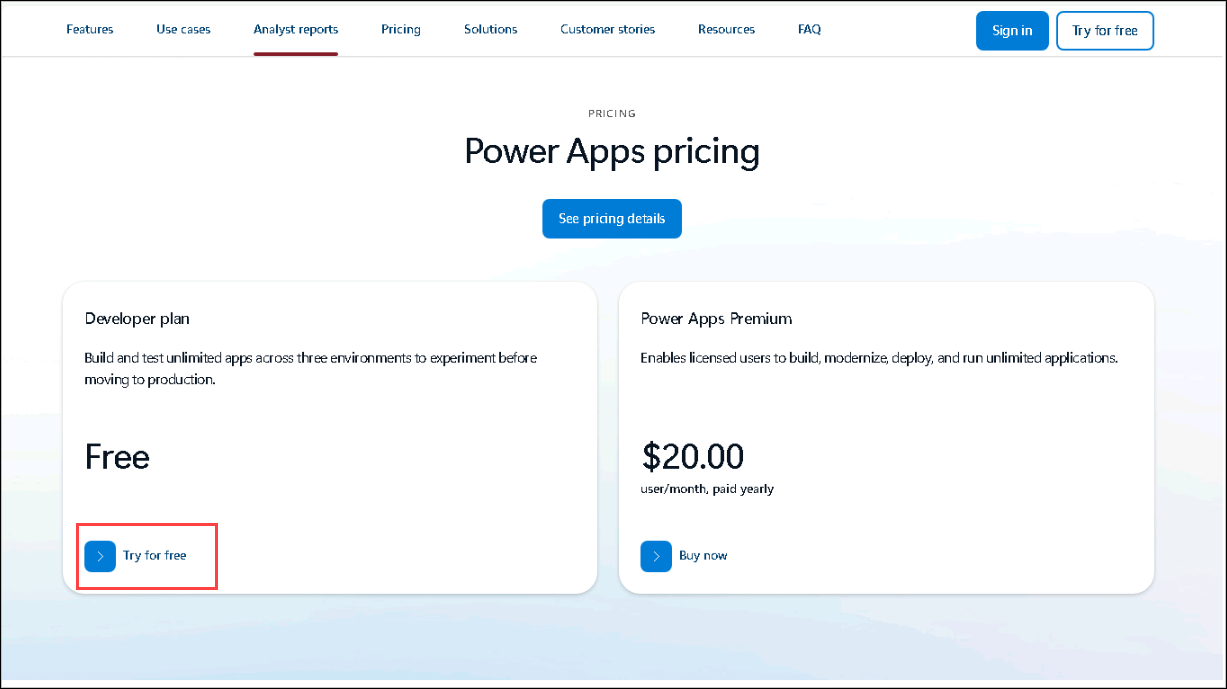 Features Use cases Analyst reports Pricing Solutions Customer stories Resources FAQ Sign in Try for free
PRICING
Power Apps pricing
See pricing details
Developer plan
Build and test unlimited apps across three environments to experiment before
moving to production.
Free
Try for free
Power Apps Premium
Enables licensed users to build, modernize, deploy, and run unlimited applications.
$20.00
user/month, paid yearly
Buy now